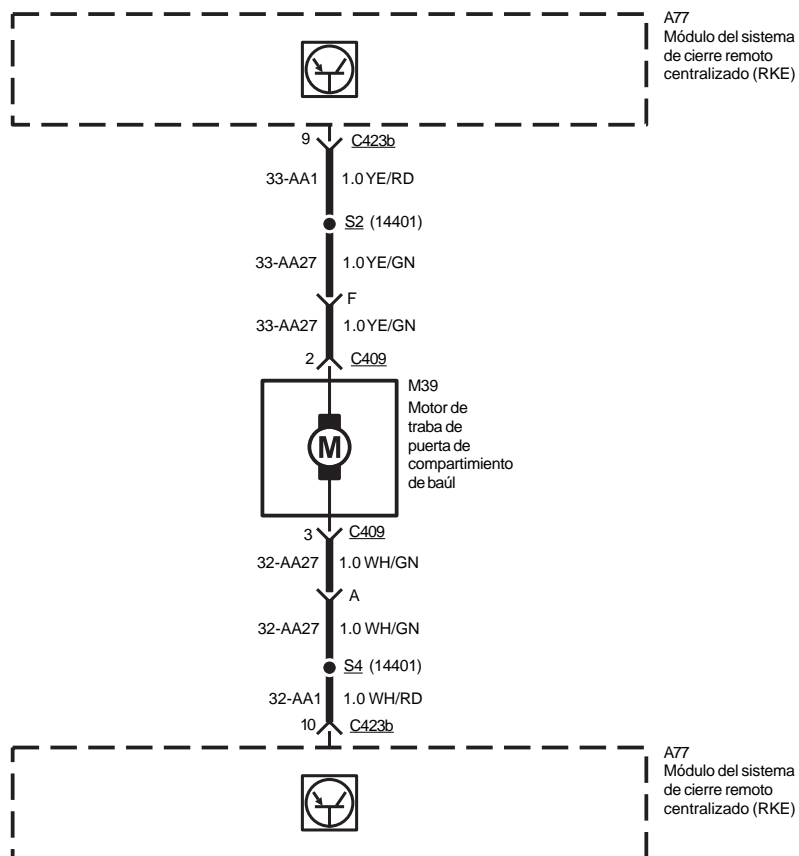 A77
Módulo del sistema
de cierre remoto
centralizado (RKE)
9 C423b
33-AA1 1.0 YE/RD
S2 (14401)
33-AA27 1.0 YE/GN
F
33-AA27 1.0 YE/GN
2 C409
M39
Motor de
traba de
puerta de
compartimiento
de baúl
M
3 C409
32-AA27 1.0 WH/GN
A
32-AA27 1.0 WH/GN
S4 (14401)
32-AA1 1.0 WH/RD
10 C423b
A77
Módulo del sistema
de cierre remoto
centralizado (RKE)